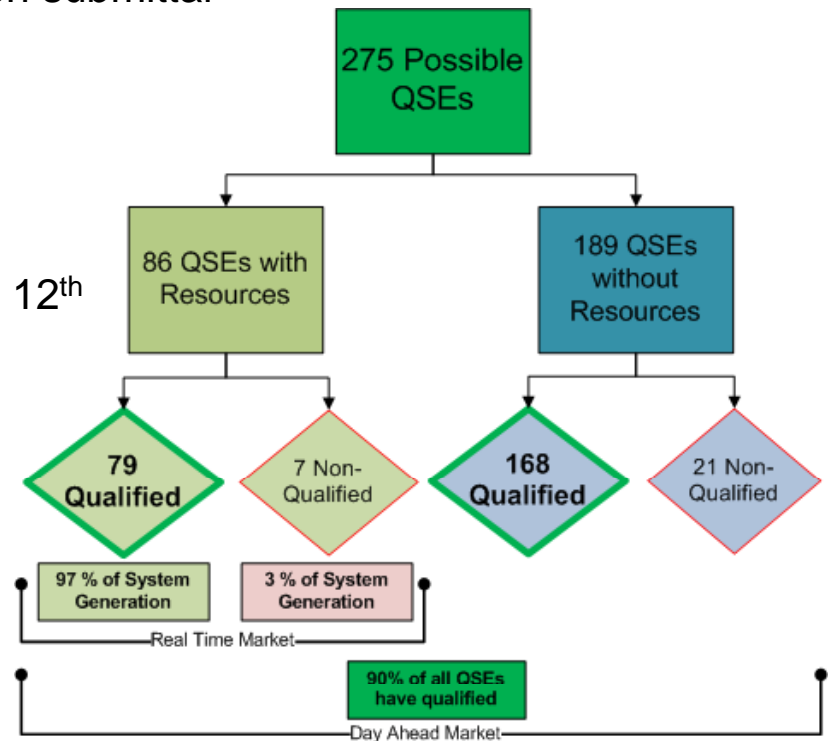 275 Possible
QSEs
86 QSEs with
Resources
189 QSEs
without
Resources
12th
79
Qualified
7 Non-
Qualified
168
Qualified
21 Non-
Qualified
97 % of System
Generation
3 % of System
Generation
Real Time Market
90% of all QSEs
have qualified
Day Ahead Market